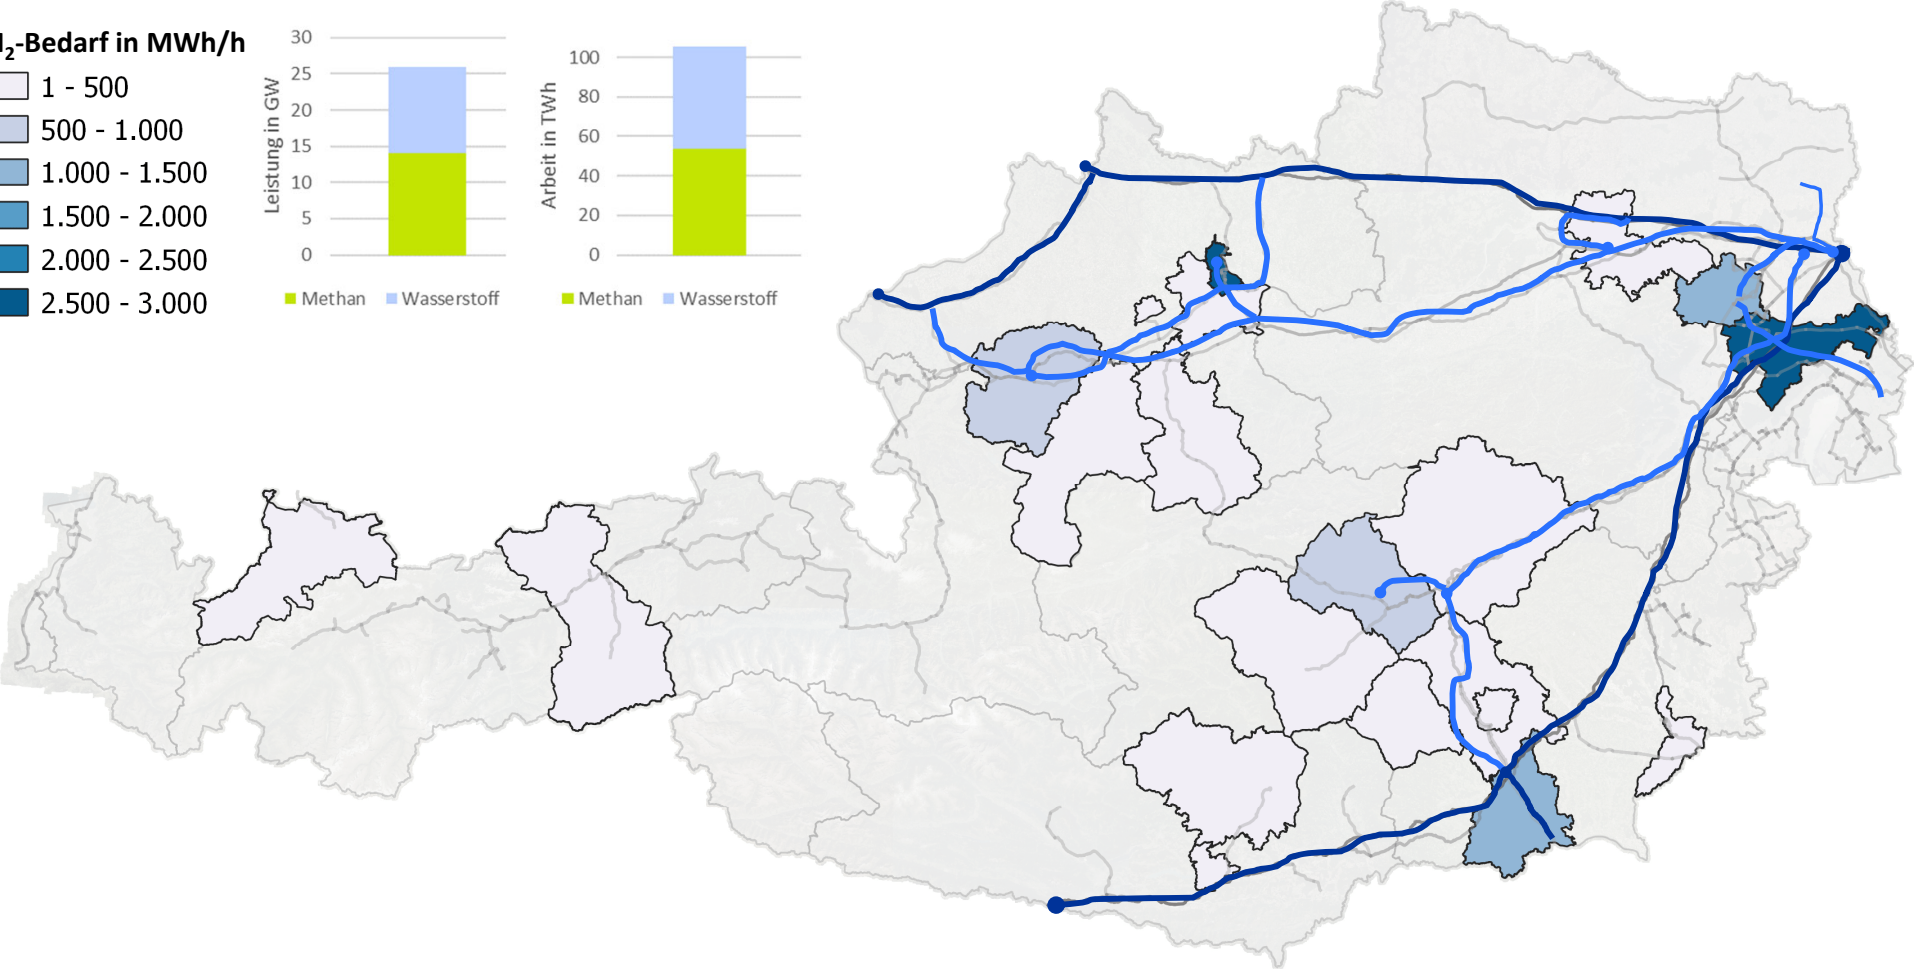 ₂-Bedarf in MWh/h
1 - 500
500 - 1.000
1.000 - 1.500
1.500 - 2.000
2.000 - 2.500
2.500 - 3.000
Leistung in GW
30
25
20
15
10
5
0
Methan
Wasserstoff
Arbeit in TWh
100
80
60
40
20
0
Methan
Wasserstoff